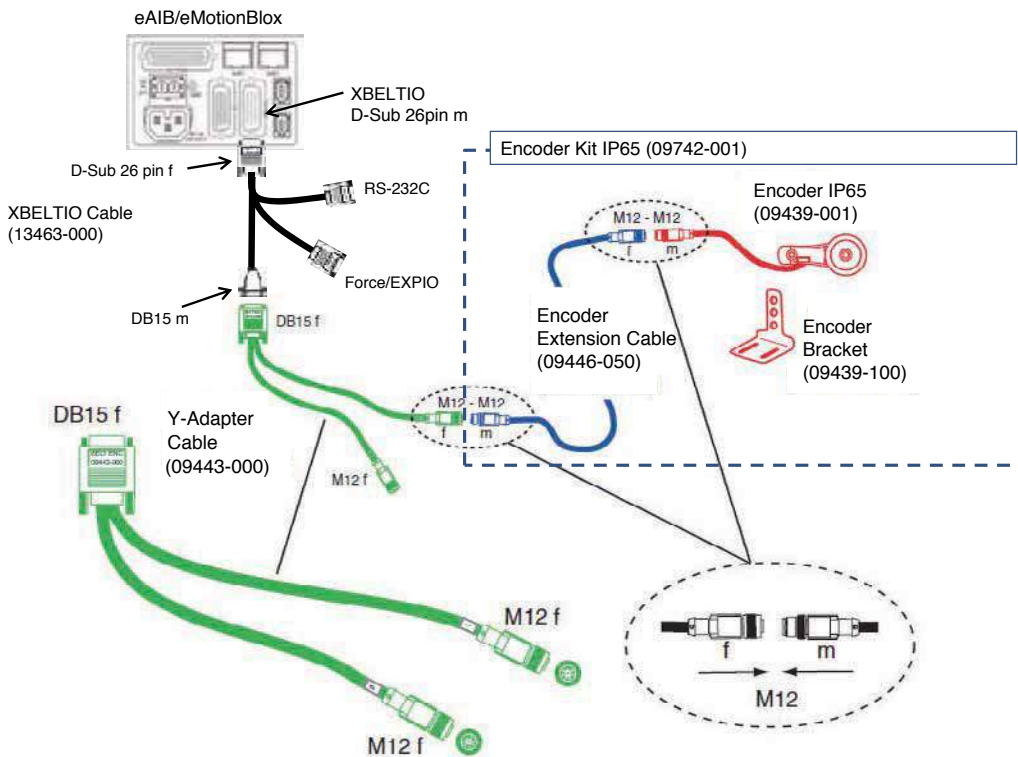 eAIB/eMotionBlox
XBELTIO
D-Sub 26pin m
D-Sub 26 pin f
Encoder Kit IP65 (09742-001)
RS-232C
Encoder IP65
(09439-001)
XBELTIO Cable
(13463-000)
M12 - M12
f
m
Force/EXPIO
DB15 m
DB15 f
Encoder
Extension Cable
(09446-050)
Encoder
Bracket
(09439-100)
M12 - M12
f
m
DB15 f
Y-Adapter
Cable
(09443-000)
M12 f
09443-000
M12 f
f
m
M12
M12 f